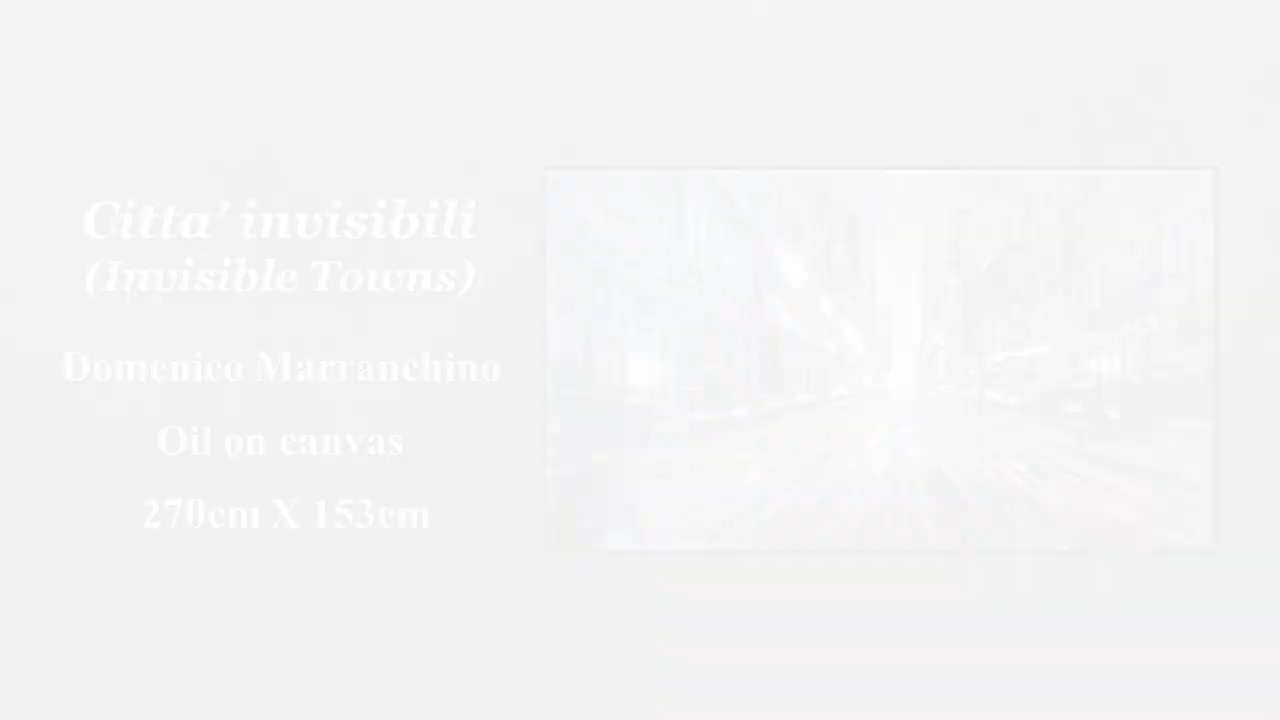 Citta' invisibili
(Invisible Towns)
Domenico Marranchino
Oil on canvas
270cm X 153cm